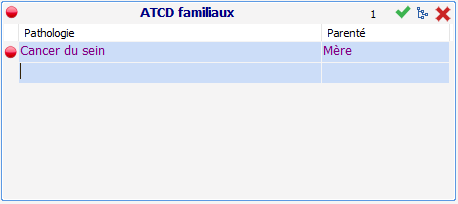 ATCD familiaux 1
Pathologie Parenté
Cancer du sein Mère